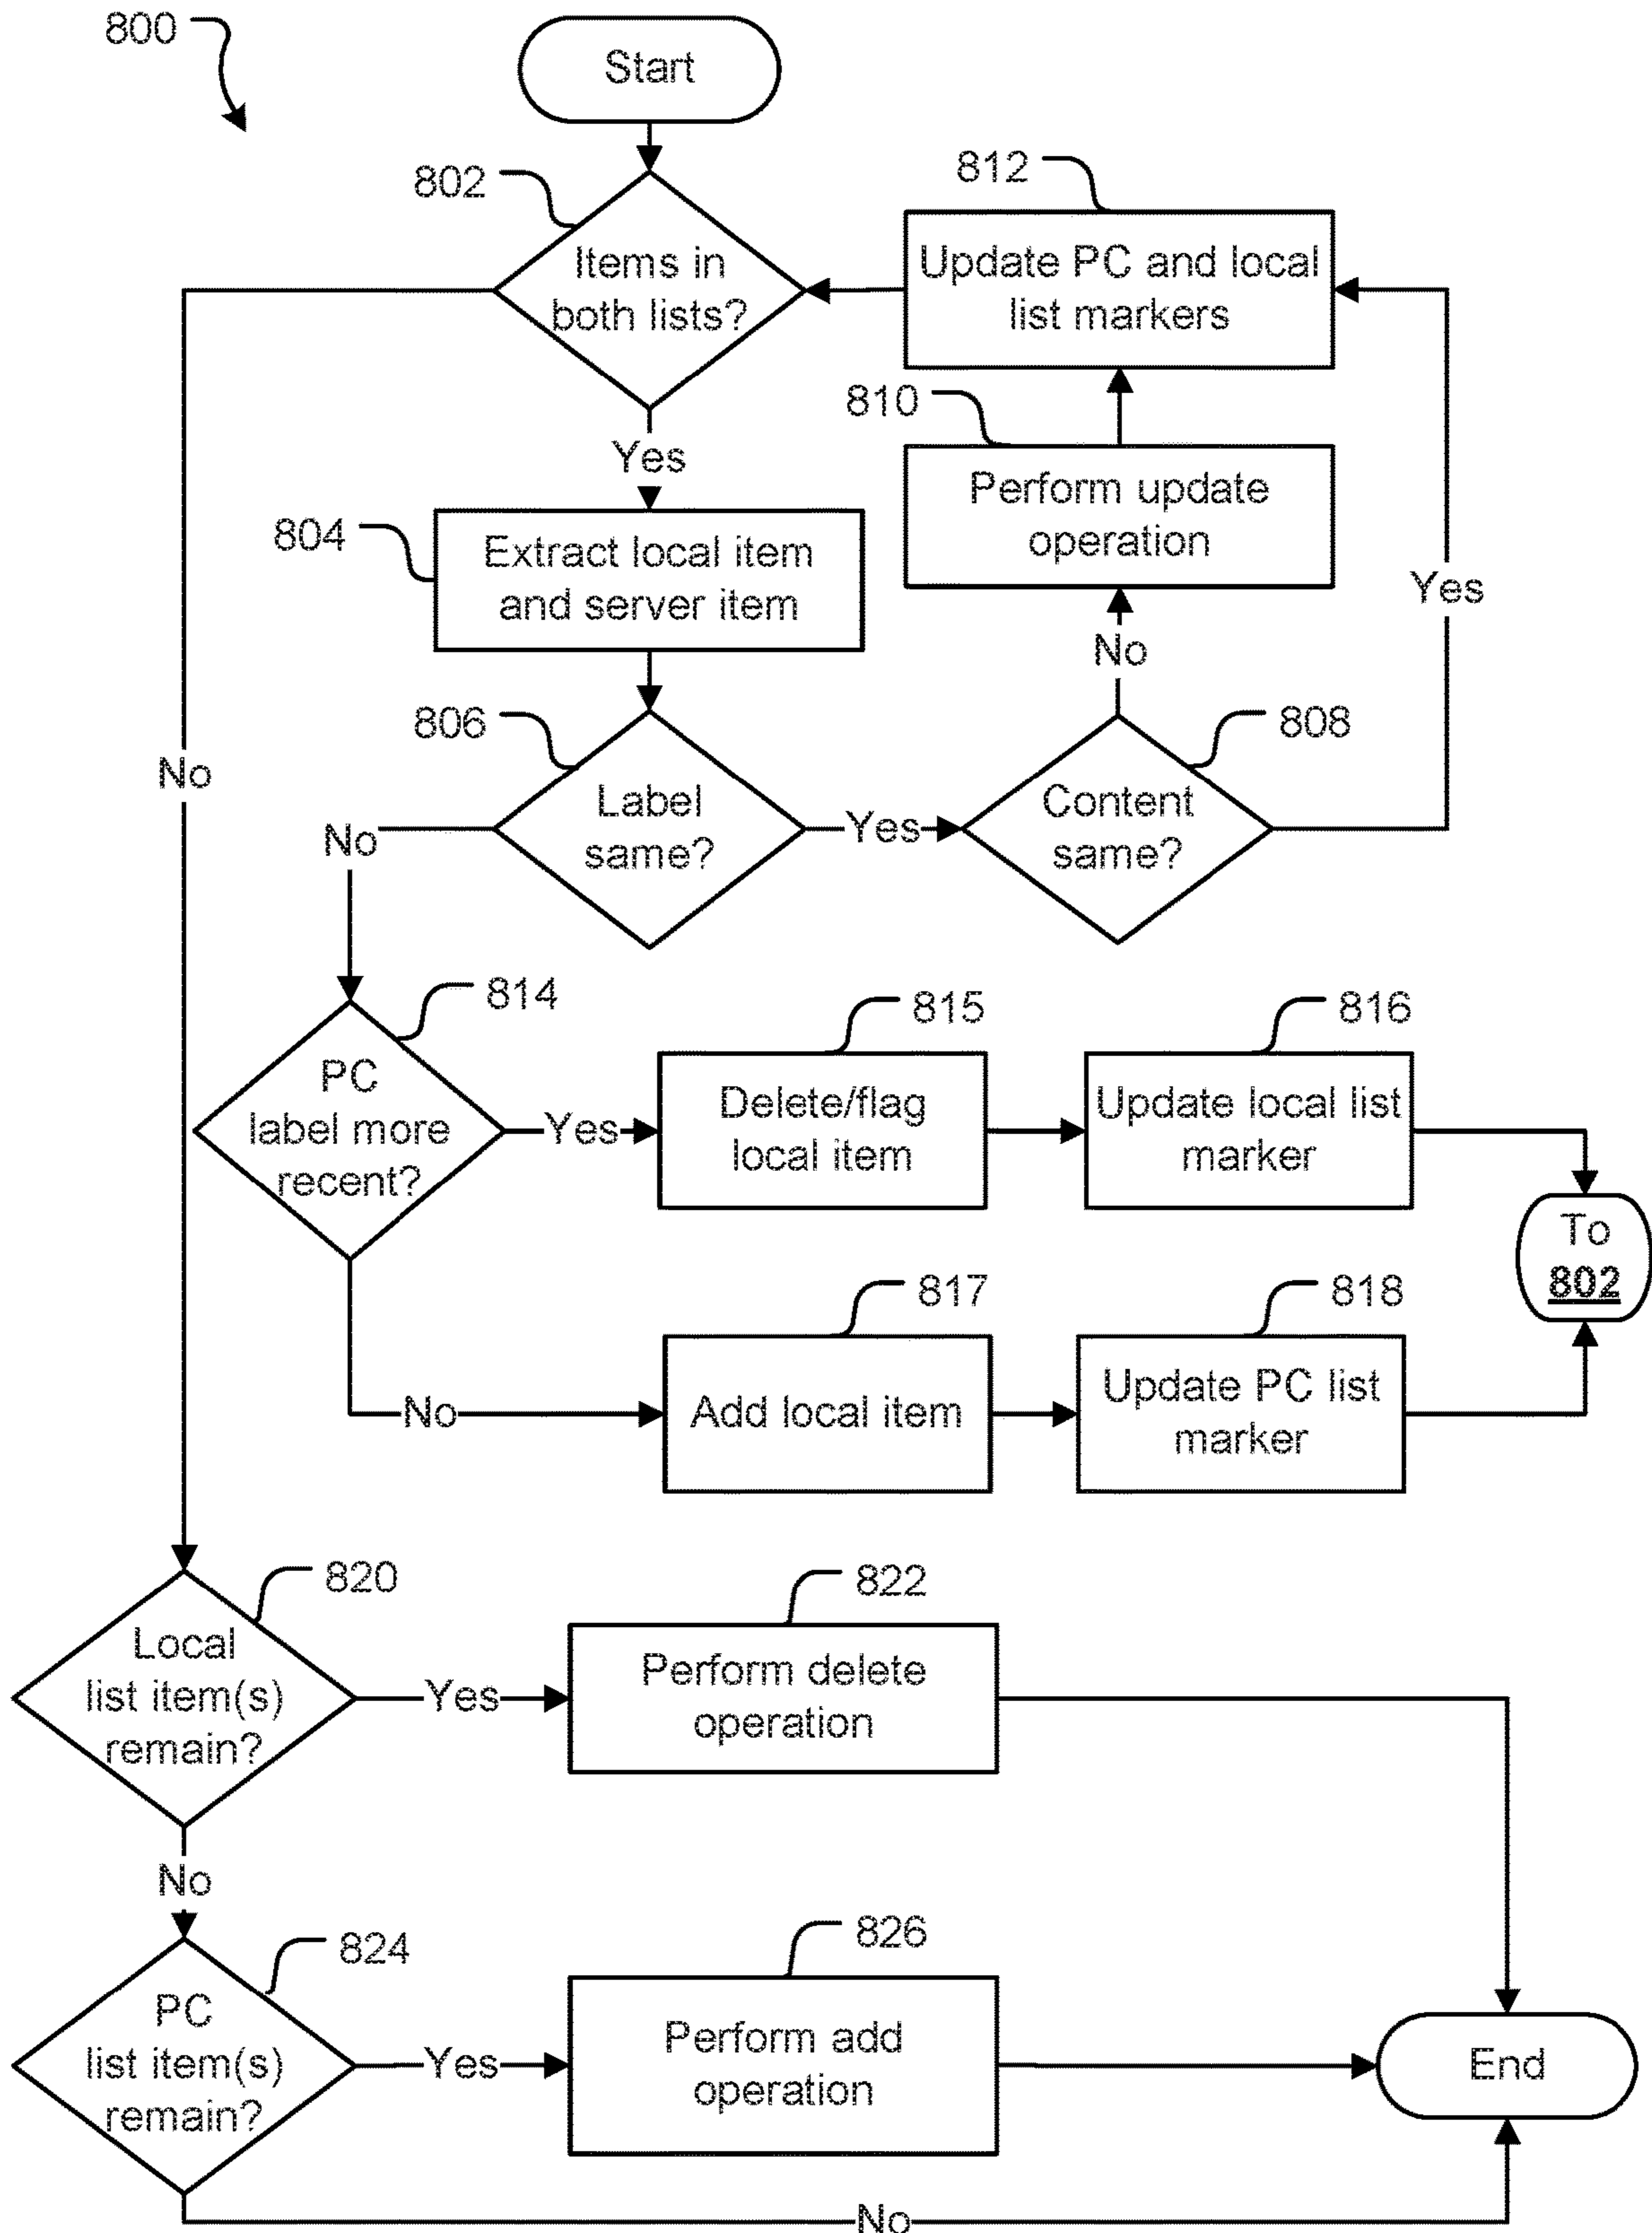 800
Start
802
Items in
both lists?
812
Update PC and local
list markers
810
Perform update
operation
Yes
804
Extract local item
and server item
Yes
No
806
Label
same?
Yes
808
Content
same?
No
No
814
PC
label more
recent?
Yes
815
Delete/flag
local item
816
Update local list
marker
To
802
817
Add local item
818
Update PC list
marker
No
820
Local
list item(s)
remain?
Yes
822
Perform delete
operation
No
824
PC
list item(s)
remain?
Yes
826
Perform add
operation
End
No